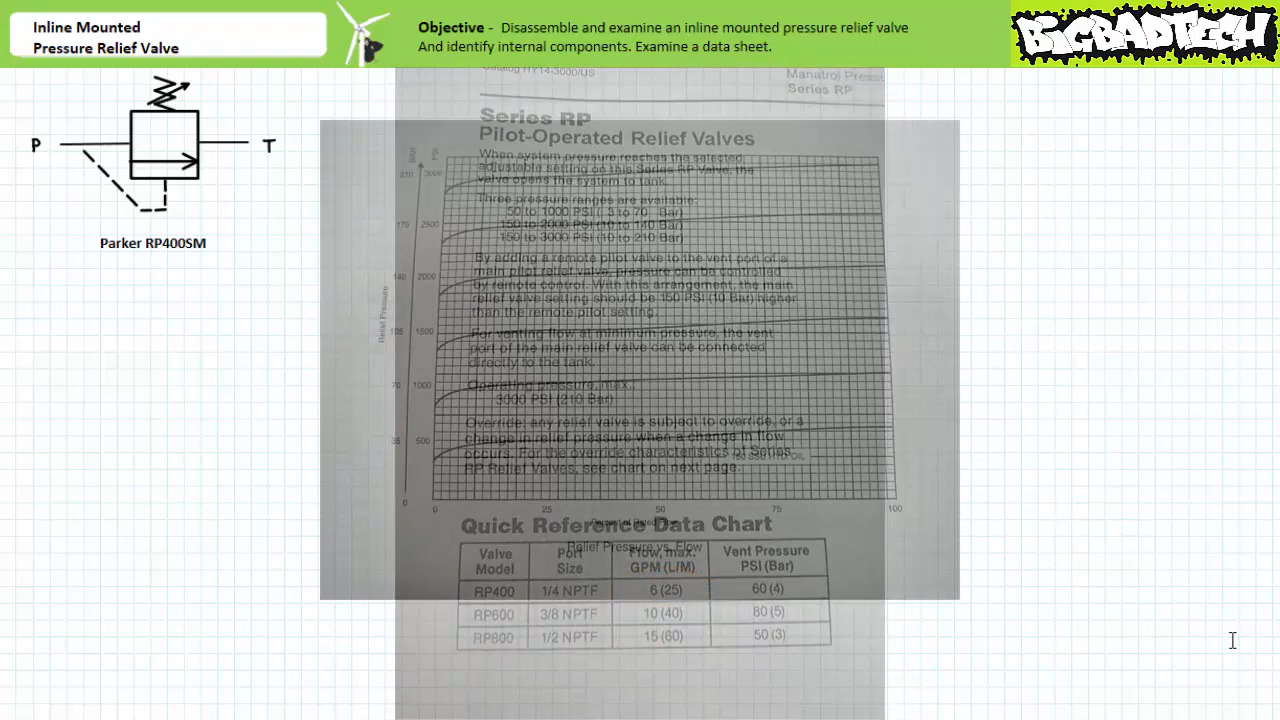 Inline Mounted
Pressure Relief Valve
Objective - Disassemble and examine an inline mounted pressure relief valve
And identify internal components. Examine a data sheet.
BIGBADTECH
P
T
Parker RP400SM
Catalog HY14-3000/US
Manatrol Pressu
Series RP
Series RP
Pilot-Operated Relief Valves
When system pressure reaches the selected,
adjustable setting on this Series RP Valve, the
valve opens the system to tank.
Three pressure ranges are available:
50 to 1000 PSI ( 3 to 70 Bar)
150 to 2000 PSI (10 to 140 Bar)
150 to 3000 PSI (10 to 210 Bar)
By adding a remote pilot valve to the vent port of a
main pilot relief valve, pressure can be controlled
by remote control. With this arrangement, the main
relief valve setting should be 150 PSI (10 Bar) higher
than the remote pilot setting.
For venting flow at minimum pressure, the vent
port of the main relief valve can be connected
directly to the tank.
Operating pressure, max.,
3000 PSI (210 Bar)
Override: any relief valve is subject to override, or a
change in relief pressure when a change in flow
occurs. For the override characteristics of Series
RP Relief Valves, see chart on next page.
BAR PSI
210 3000
175 2500
140 2000
105 1500
70 1000
35 500
0
Relief Pressure
0 25 50 75 100
Percent of Rated Flow
Relief Pressure vs. Flow
Quick Reference Data Chart
Valve Model Port Size Flow, max. GPM (L/M) Vent Pressure PSI (Bar)
RP400 1/4 NPTF 6 (25) 60 (4)
RP600 3/8 NPTF 10 (40) 80 (5)
RP800 1/2 NPTF 15 (60) 50 (3)